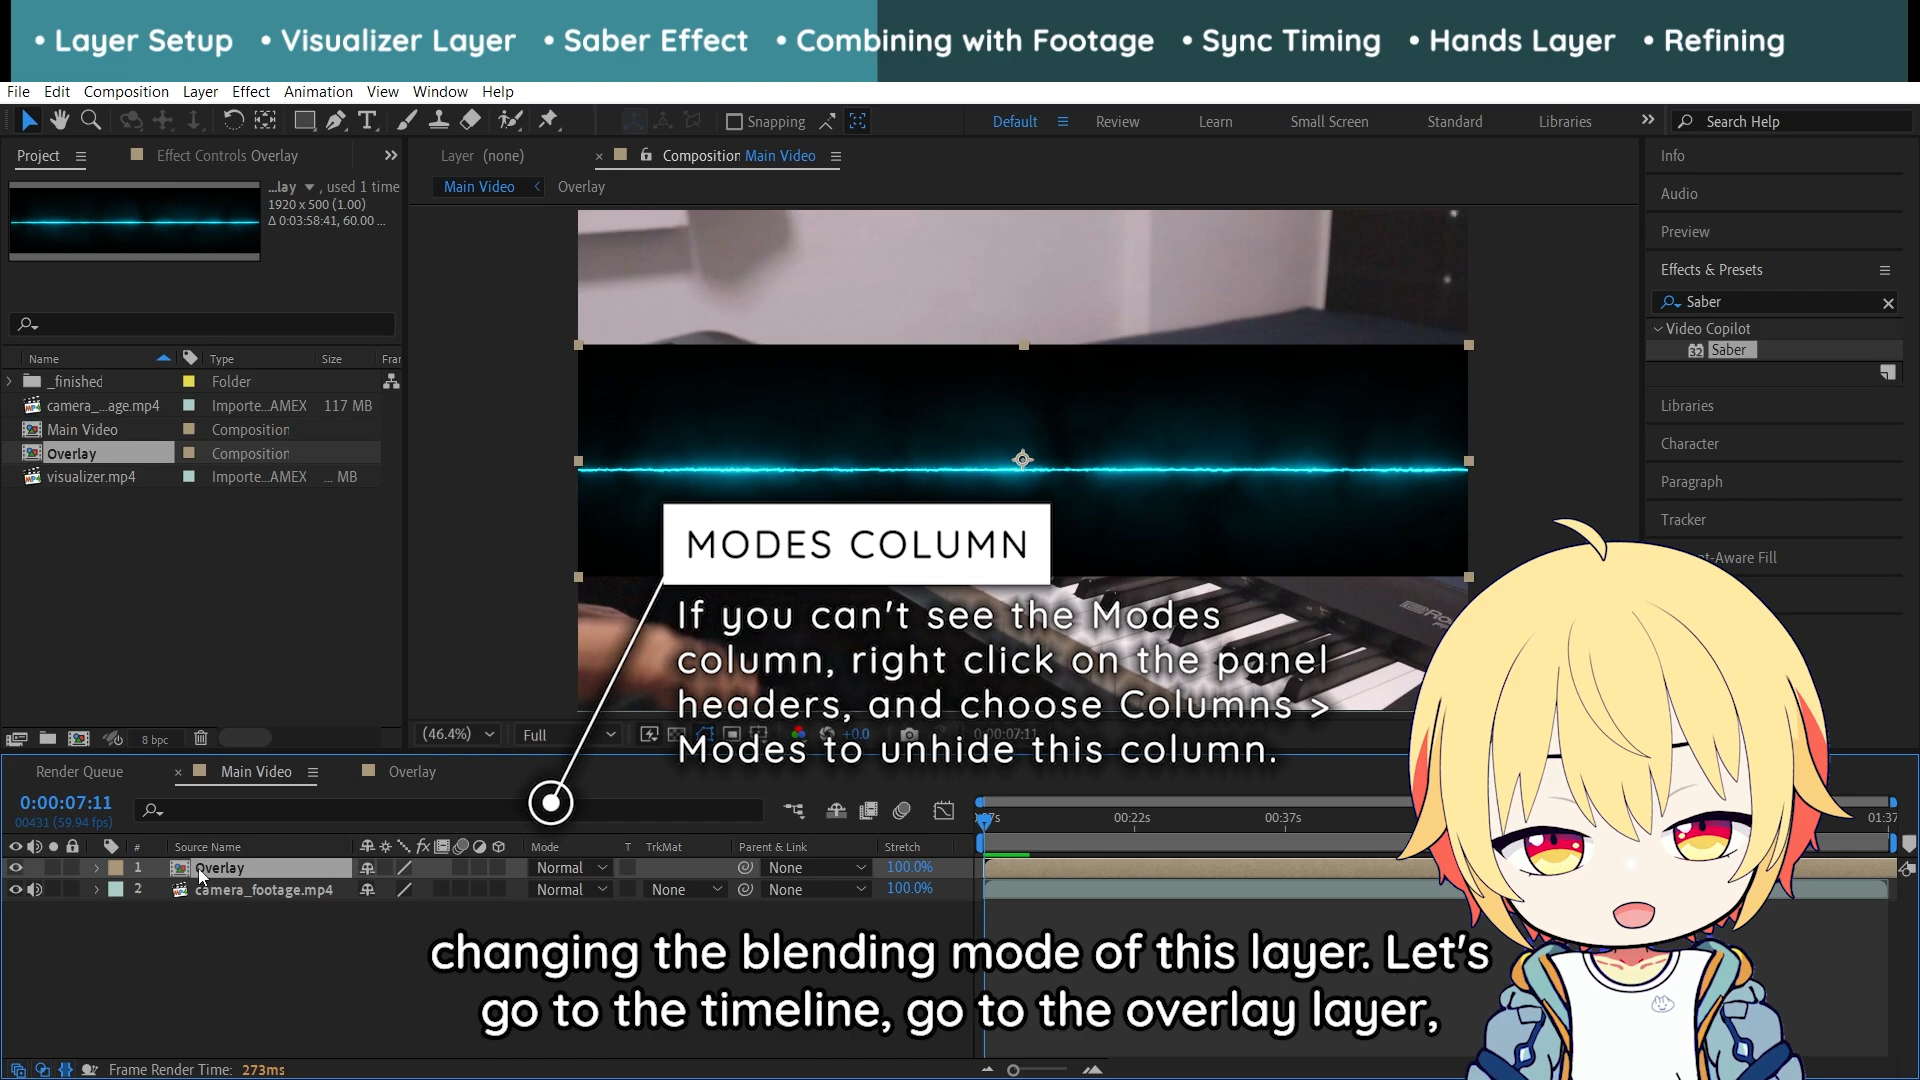 • Layer Setup • Visualizer Layer • Saber Effect • Combining with Footage • Sync Timing • Hands Layer • Refining
File Edit Composition Layer Effect Animation View Window Help
Snapping Default Review Learn Small Screen Standard Libraries Search Help
Project Effect Controls Overlay Layer (none) Composition Main Video Info
...lay , used 1 time
1920 x 500 (1.00)
Δ 0:03:58:41, 60.00 ...
Main Video Overlay
Audio
Preview
Effects & Presets
Saber
Video Copilot
32 Saber
Name Type Size Frar
_finished Folder
camera_...age.mp4 Importe...AMEX 117 MB
Main Video Composition
Overlay Composition
visualizer.mp4 Importe...AMEX ... MB
Libraries
Character
Paragraph
Tracker
t-Aware Fill
MODES COLUMN
If you can't see the Modes
column, right click on the panel
headers, and choose Columns >
Modes to unhide this column.
8 bpc (46.4%) Full +0.0 0:00:07:11
Render Queue Main Video Overlay
0:00:07:11
00431 (59.94 fps)
00:22s 00:37s 01:37
# Source Name fx Mode T TrkMat Parent & Link Stretch
1 Overlay Normal None 100.0%
2 camera_footage.mp4 Normal None None 100.0%
changing the blending mode of this layer. Let's
go to the timeline, go to the overlay layer,
Frame Render Time: 273ms